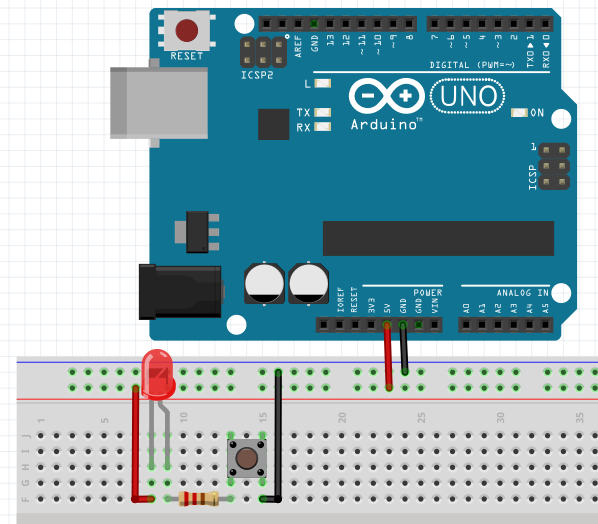 RESET
ICSP2
AREF
GND
13
12
~11
~10
~9
8
7
~6
~5
4
~3
2
TX0▶1
RX0◀0
DIGITAL (PWM=~)
L
TX
RX
UNO
Arduino™
ON
1
ICSP
IOREF
RESET
3V3
5V
GND
GND
VIN
POWER
A0
A1
A2
A3
A4
A5
ANALOG IN
1
5
10
15
20
25
30
35
J
I
H
G
F